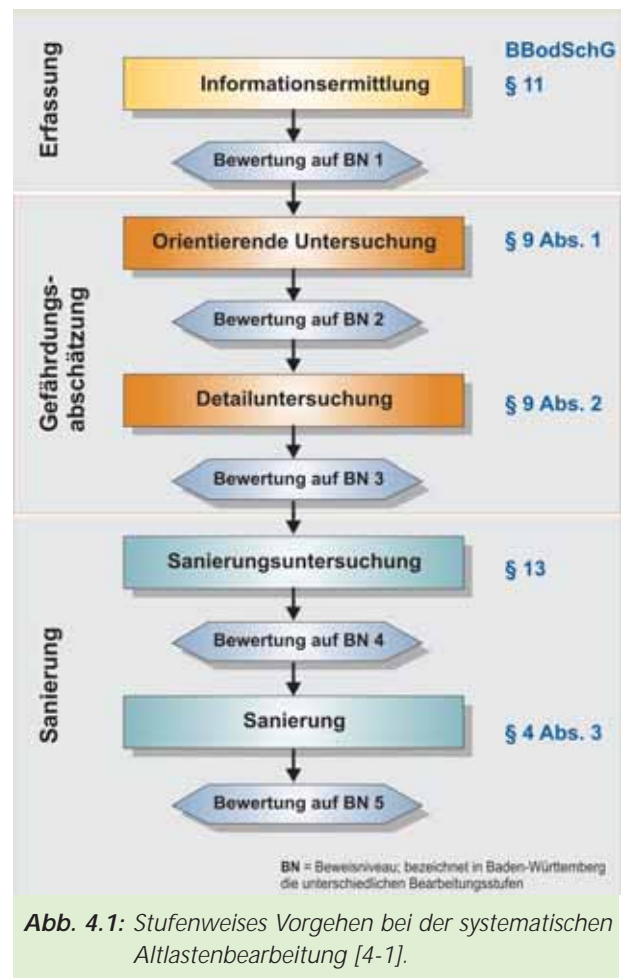 Erfassung
BBodSchG
Informationsermittlung
§ 11
Bewertung auf BN 1
Gefährdungs-
abschätzung
Orientierende Untersuchung
§ 9 Abs. 1
Bewertung auf BN 2
Detailuntersuchung
§ 9 Abs. 2
Bewertung auf BN 3
Sanierung
Sanierungsuntersuchung
§ 13
Bewertung auf BN 4
Sanierung
§ 4 Abs. 3
Bewertung auf BN 5
BN = Beweisniveau; bezeichnet in Baden-Württemberg
die unterschiedlichen Bearbeitungsstufen
Abb. 4.1: Stufenweises Vorgehen bei der systematischen
Altlastenbearbeitung [4-1].